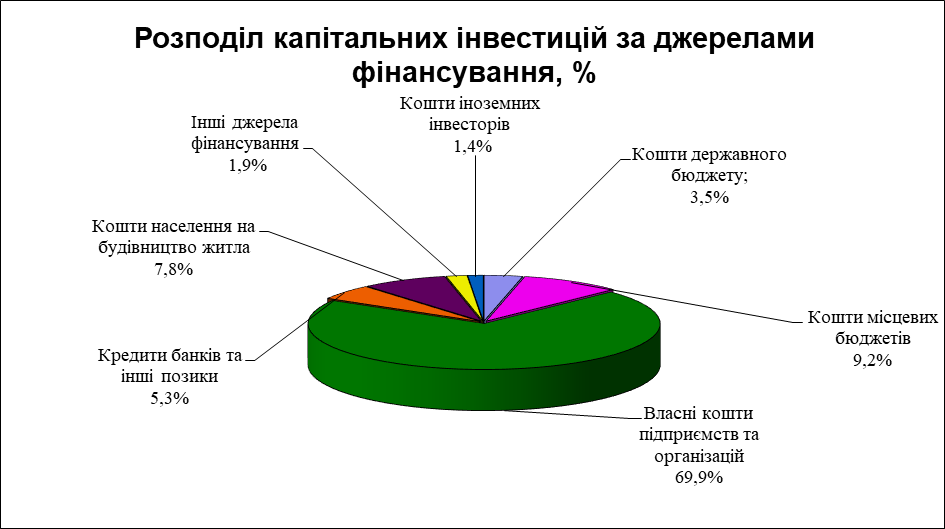 Розподіл капітальних інвестицій за джерелами
фінансування, %
Кошти іноземних
інвесторів
1,4%
Інші джерела
фінансування
1,9%
Кошти державного
бюджету;
3,5%
Кошти населення на
будівництво житла
7,8%
Кошти місцевих
бюджетів
9,2%
Кредити банків та
інші позики
5,3%
Власні кошти
підприємств та
організацій
69,9%